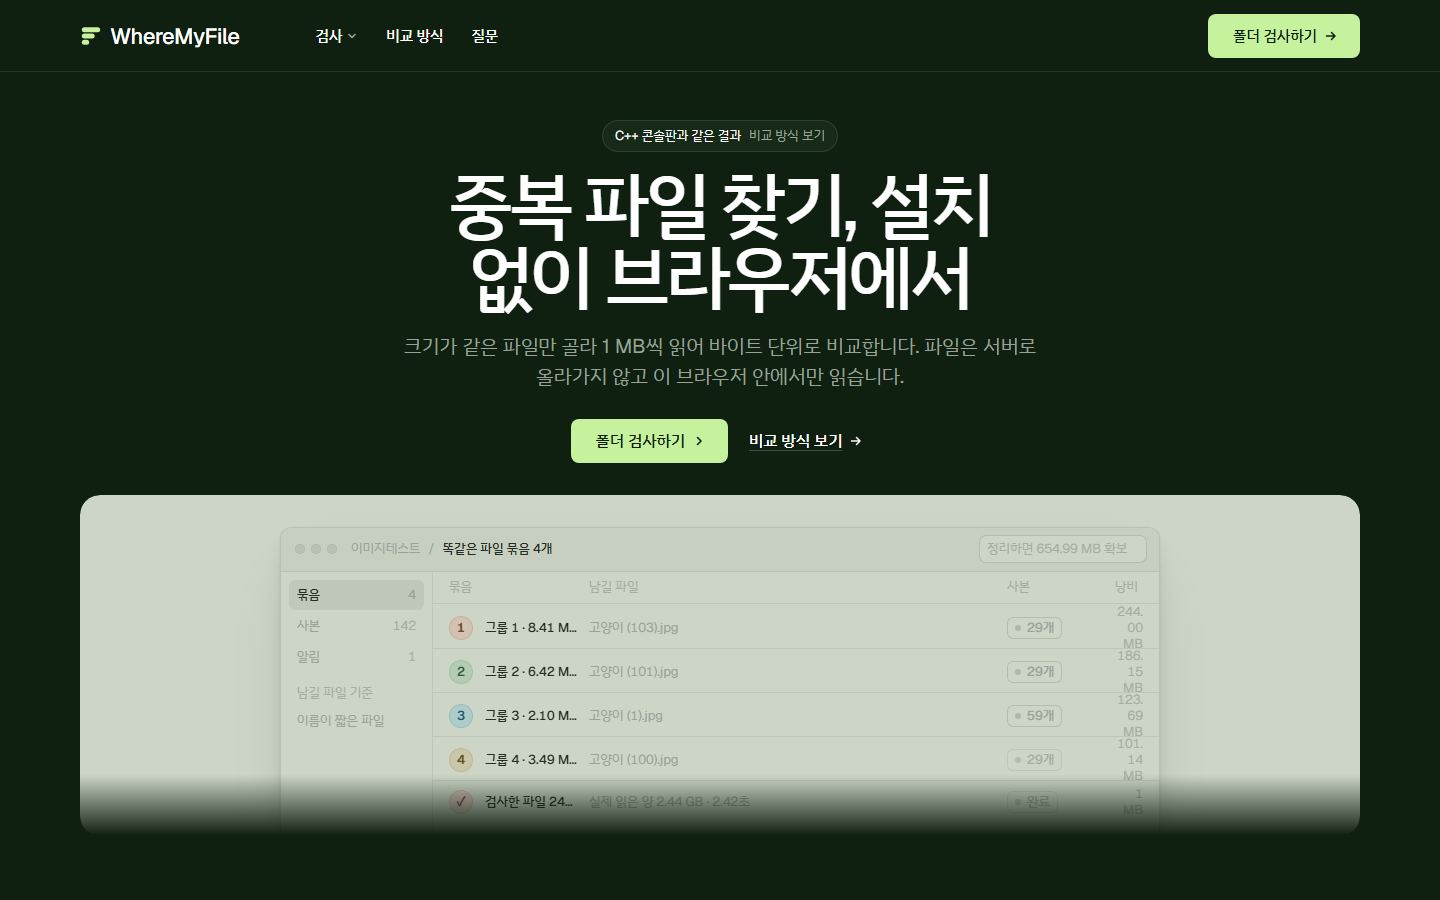 WhereMyFile
검사
비교 방식
질문
폴더 검사하기 →
C++ 콘솔판과 같은 결과 비교 방식 보기
중복 파일 찾기, 설치
없이 브라우저에서
크기가 같은 파일만 골라 1 MB씩 읽어 바이트 단위로 비교합니다. 파일은 서버로
올라가지 않고 이 브라우저 안에서만 읽습니다.
폴더 검사하기 >
비교 방식 보기 →
이미지테스트 / 똑같은 파일 묶음 4개
정리하면 654.99 MB 확보
묶음 4
사본 142
알림 1
남길 파일 기준
이름이 짧은 파일
묶음 남길 파일 사본 낭비
1 그룹 1 · 8.41 M... 고양이 (103).jpg 29개 244.
00
MB
2 그룹 2 · 6.42 M... 고양이 (101).jpg 29개 186.
15
MB
3 그룹 3 · 2.10 M... 고양이 (1).jpg 59개 123.
69
MB
4 그룹 4 · 3.49 M... 고양이 (100).jpg 29개 101.
14
MB
✓ 검사한 파일 24... 실제 읽은 양 2.44 GB · 2.42초 완료 1
MB